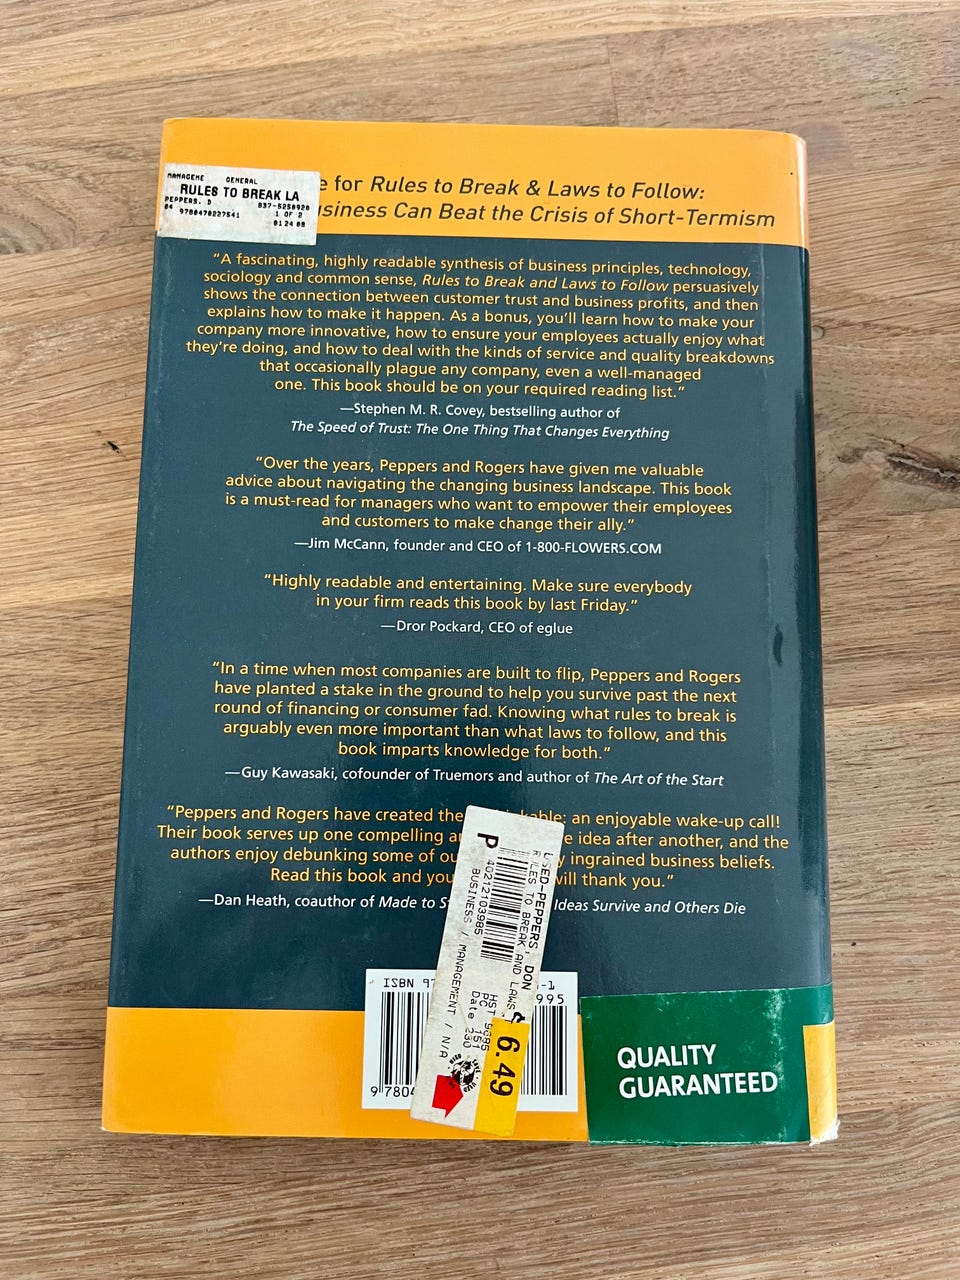 MANAGEME GENERAL
RULES TO BREAK LA
PEPPERS, D 837-5250920
04 9780470227541 1 OF 2
01 24 08
e for Rules to Break & Laws to Follow:
usiness Can Beat the Crisis of Short-Termism
“A fascinating, highly readable synthesis of business principles, technology,
sociology and common sense, Rules to Break and Laws to Follow persuasively
shows the connection between customer trust and business profits, and then
explains how to make it happen. As a bonus, you’ll learn how to make your
company more innovative, how to ensure your employees actually enjoy what
they’re doing, and how to deal with the kinds of service and quality breakdowns
that occasionally plague any company, even a well-managed
one. This book should be on your required reading list.”
—Stephen M. R. Covey, bestselling author of
The Speed of Trust: The One Thing That Changes Everything
“Over the years, Peppers and Rogers have given me valuable
advice about navigating the changing business landscape. This book
is a must-read for managers who want to empower their employees
and customers to make change their ally.”
—Jim McCann, founder and CEO of 1-800-FLOWERS.COM
“Highly readable and entertaining. Make sure everybody
in your firm reads this book by last Friday.”
—Dror Pockard, CEO of eglue
“In a time when most companies are built to flip, Peppers and Rogers
have planted a stake in the ground to help you survive past the next
round of financing or consumer fad. Knowing what rules to break is
arguably even more important than what laws to follow, and this
book imparts knowledge for both.”
—Guy Kawasaki, cofounder of Truemors and author of The Art of the Start
“Peppers and Rogers have created the kable: an enjoyable wake-up call!
Their book serves up one compelling a e idea after another, and the
authors enjoy debunking some of ou y ingrained business beliefs.
Read this book and you will thank you.”
—Dan Heath, coauthor of Made to S Ideas Survive and Others Die
USED-PEPPERS, DON
RULES TO BREAK AND LAWS
P 40212103985
BUSINESS / MANAGEMENT / N/A
HST 9685
PC 151
Date 230
6.49
ISBN 97 -1
995
9 7804
QUALITY
GUARANTEED